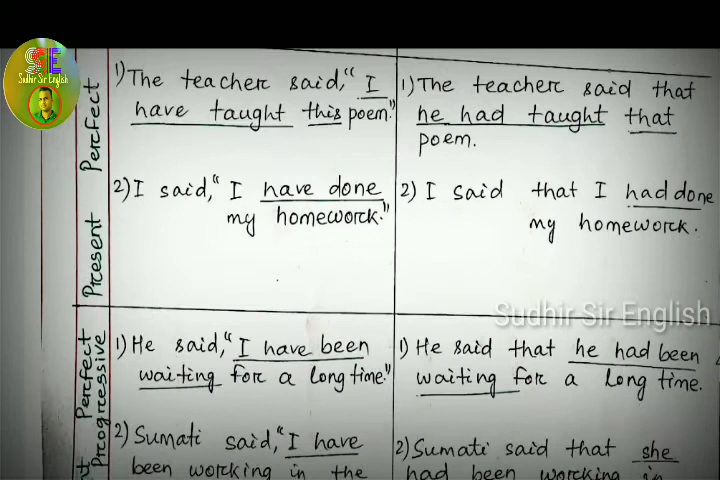 SSE
Sudhir Sir English
Present Perfect
1) The teacher said, "I
have taught this poem."
2) I said, "I have done
my homework."
1) The teacher said that
he had taught that
poem.
2) I said that I had done
my homework.
Sudhir Sir English
Perfect
Progressive
1) He said, "I have been
waiting for a long time."
2) Sumati said, "I have
been working in the
1) He said that he had been
waiting for a long time.
2) Sumati said that she
had been working in